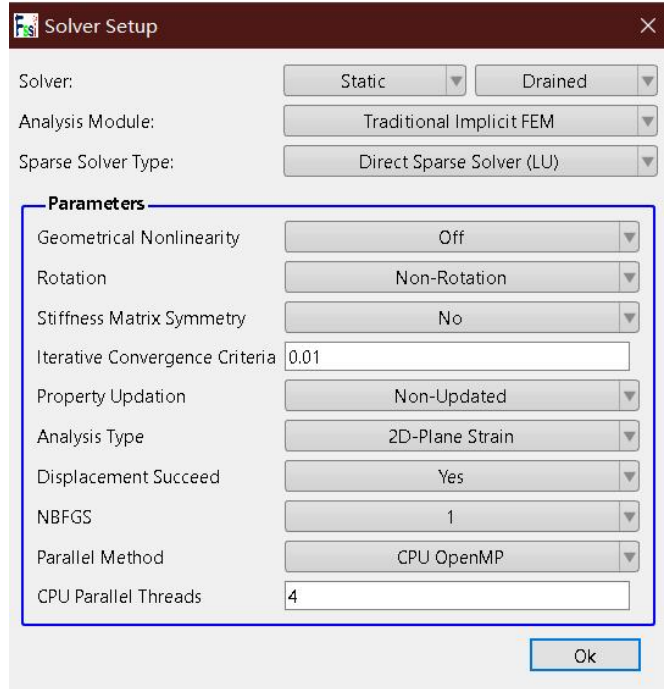 Fssi Solver Setup
Solver: Static Drained
Analysis Module: Traditional Implicit FEM
Sparse Solver Type: Direct Sparse Solver (LU)
Parameters
Geometrical Nonlinearity Off
Rotation Non-Rotation
Stiffness Matrix Symmetry No
Iterative Convergence Criteria 0.01
Property Updation Non-Updated
Analysis Type 2D-Plane Strain
Displacement Succeed Yes
NBFGS 1
Parallel Method CPU OpenMP
CPU Parallel Threads 4
Ok